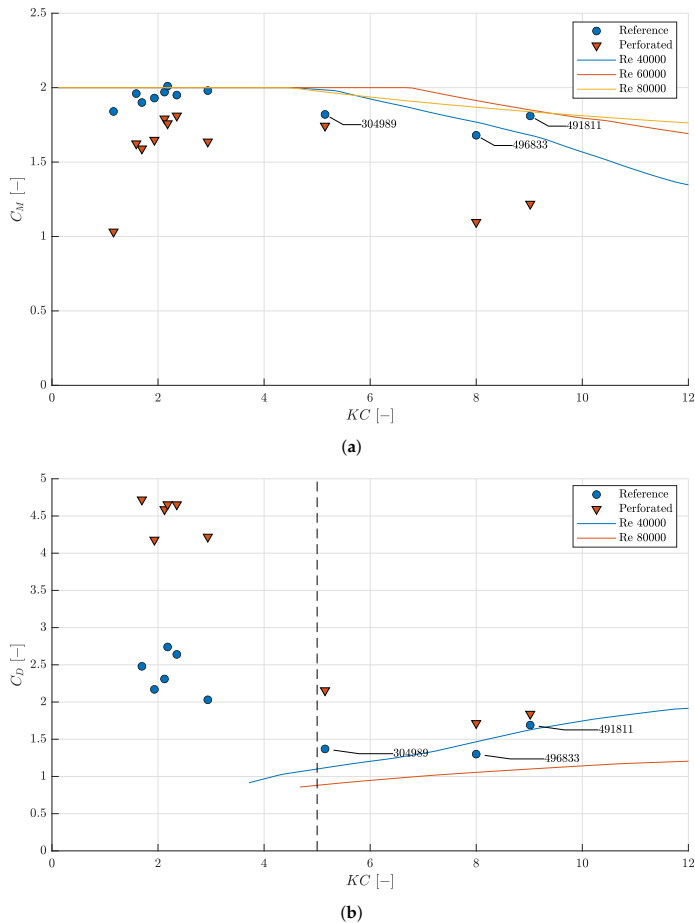 2.5
2
1.5
1
0.5
0
C_M [−]
Reference
Perforated
Re 40000
Re 60000
Re 80000
304989
496833
491811
0 2 4 6 8 10 12
KC [−]
(a)
5
4.5
4
3.5
3
2.5
2
1.5
1
0.5
0
C_D [−]
Reference
Perforated
Re 40000
Re 80000
491811
304989
496833
0 2 4 6 8 10 12
KC [−]
(b)